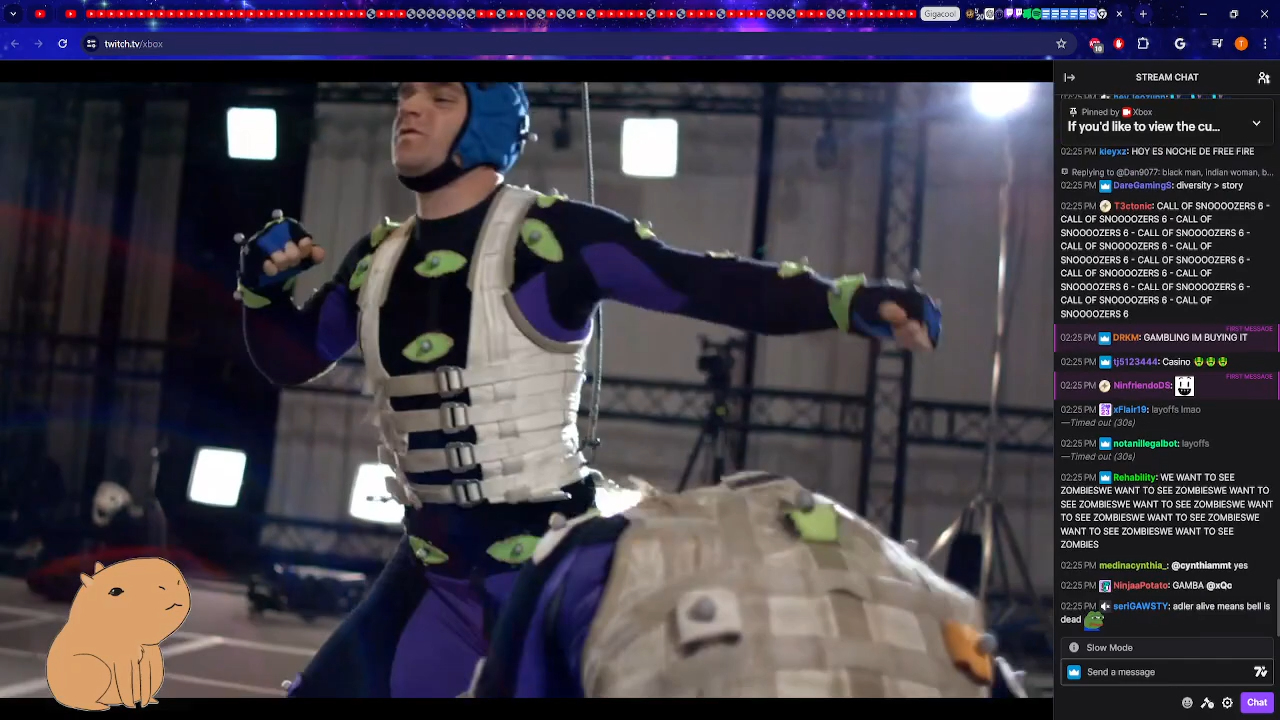 Gigacool
twitch.tv/xbox
STREAM CHAT
Pinned by Xbox
If you'd like to view the cu...
02:25 PM kleyxz: HOY ES NOCHE DE FREE FIRE
Replying to @Dan9077: black man, indian woman, b...
02:25 PM DareGamingS: diversity > story
02:25 PM T3ctonic: CALL OF SNOOOOZERS 6 -
CALL OF SNOOOOZERS 6 - CALL OF
SNOOOOZERS 6 - CALL OF SNOOOOZERS 6 -
CALL OF SNOOOOZERS 6 - CALL OF
SNOOOOZERS 6 - CALL OF SNOOOOZERS 6 -
CALL OF SNOOOOZERS 6 - CALL OF
SNOOOOZERS 6 - CALL OF SNOOOOZERS 6 -
CALL OF SNOOOOZERS 6 - CALL OF
SNOOOOZERS 6
FIRST MESSAGE
02:25 PM DRKM: GAMBLING IM BUYING IT
02:25 PM tj5123444: Casino
FIRST MESSAGE
02:25 PM NinfriendoDS:
02:25 PM xFlair19: layoffs lmao
—Timed out (30s)
02:25 PM notanillegalbot: layoffs
—Timed out (30s)
02:25 PM Rehability: WE WANT TO SEE
ZOMBIESWE WANT TO SEE ZOMBIESWE WANT
TO SEE ZOMBIESWE WANT TO SEE
ZOMBIESWE WANT TO SEE ZOMBIESWE WANT
TO SEE ZOMBIESWE WANT TO SEE ZOMBIESWE
WANT TO SEE ZOMBIESWE WANT TO SEE
ZOMBIES
02:25 PM medinacynthia_: @cynthiammt yes
02:25 PM NinjaaPotato: GAMBA @xQc
02:25 PM seriGAWSTY: adler alive means bell is
dead
Slow Mode
Send a message
Chat